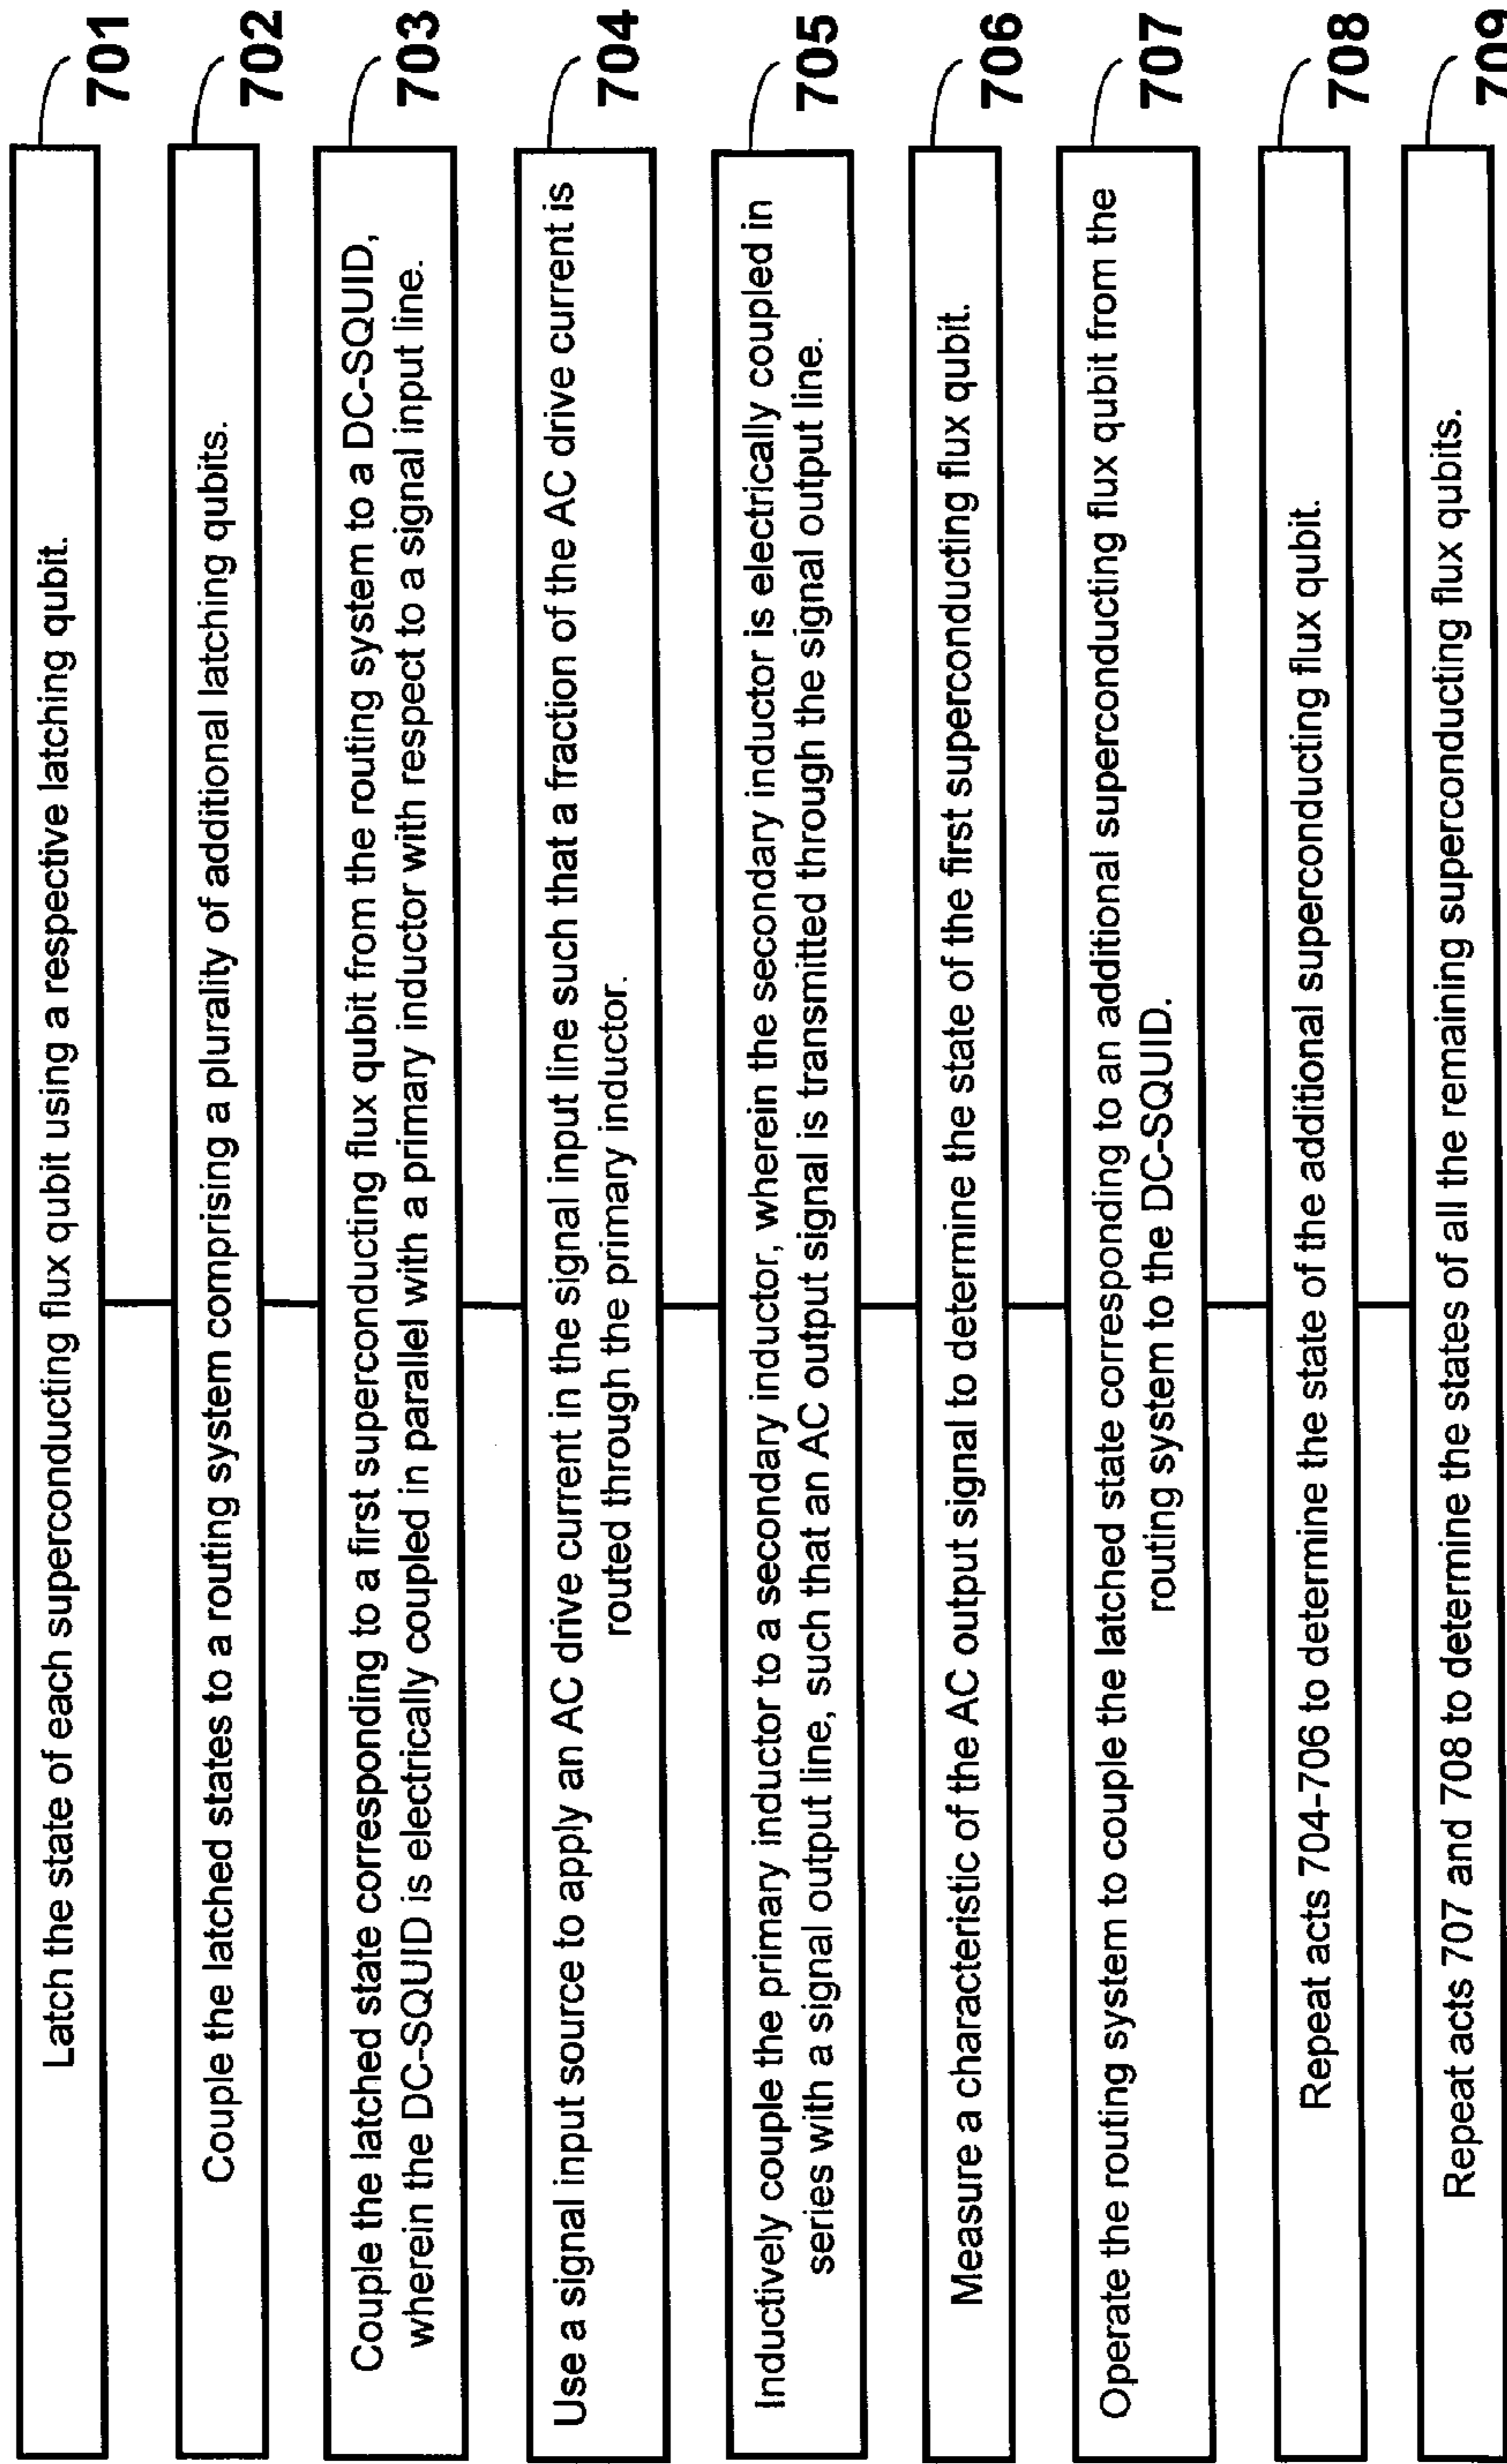 Latch the state of each superconducting flux qubit using a respective latching qubit.
701
Couple the latched states to a routing system comprising a plurality of additional latching qubits.
702
Couple the latched state corresponding to a first superconducting flux qubit from the routing system to a DC-SQUID,
wherein the DC-SQUID is electrically coupled in parallel with a primary inductor with respect to a signal input line.
703
Use a signal input source to apply an AC drive current in the signal input line such that a fraction of the AC drive current is
routed through the primary inductor.
704
Inductively couple the primary inductor to a secondary inductor, wherein the secondary inductor is electrically coupled in
series with a signal output line, such that an AC output signal is transmitted through the signal output line.
705
Measure a characteristic of the AC output signal to determine the state of the first superconducting flux qubit.
706
Operate the routing system to couple the latched state corresponding to an additional superconducting flux qubit from the
routing system to the DC-SQUID.
707
Repeat acts 704-706 to determine the state of the additional superconducting flux qubit.
708
Repeat acts 707 and 708 to determine the states of all the remaining superconducting flux qubits.
709